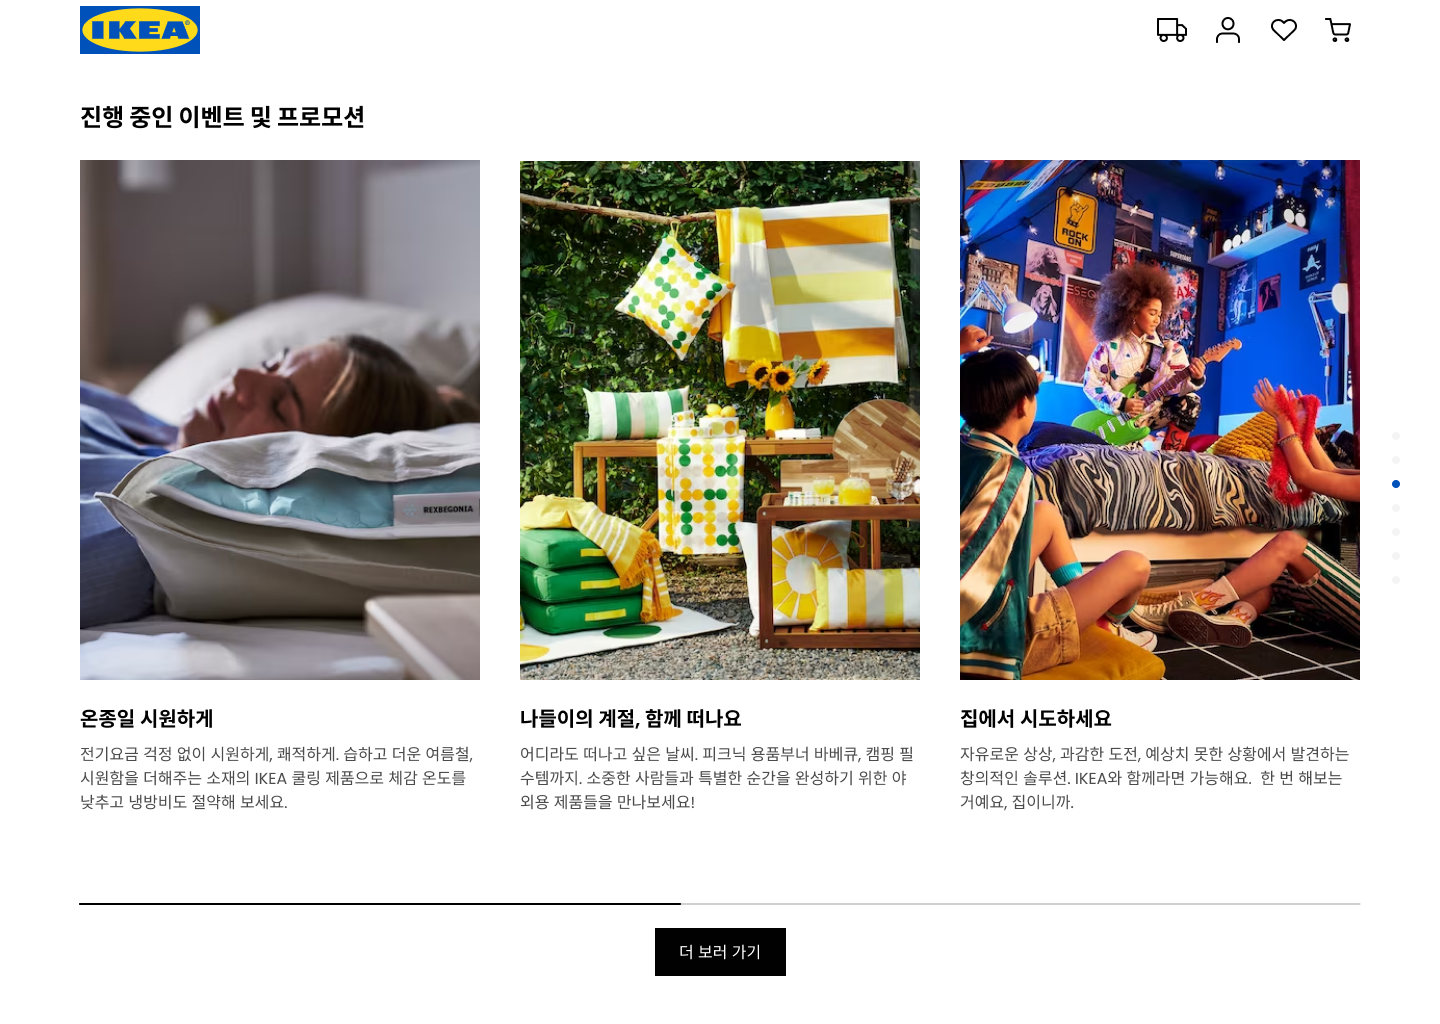 IKEA
진행 중인 이벤트 및 프로모션
ROCK
ON
SUPERIORS
REXBEGONIA
온종일 시원하게
전기요금 걱정 없이 시원하게, 쾌적하게. 습하고 더운 여름철,
시원함을 더해주는 소재의 IKEA 쿨링 제품으로 체감 온도를
낮추고 냉방비도 절약해 보세요.
나들이의 계절, 함께 떠나요
어디라도 떠나고 싶은 날씨. 피크닉 용품부너 바베큐, 캠핑 필
수템까지. 소중한 사람들과 특별한 순간을 완성하기 위한 야
외용 제품들을 만나보세요!
집에서 시도하세요
자유로운 상상, 과감한 도전, 예상치 못한 상황에서 발견하는
창의적인 솔루션. IKEA와 함께라면 가능해요.  한 번 해보는
거예요, 집이니까.
더 보러 가기